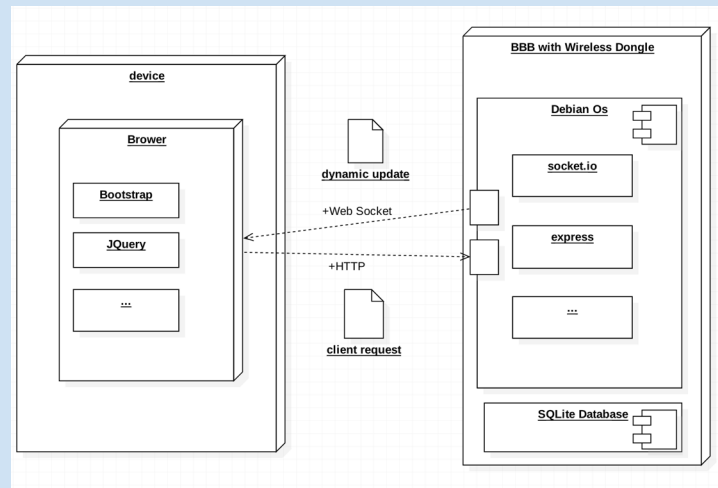 device
Brower
Bootstrap
JQuery
...
dynamic update
+Web Socket
+HTTP
client request
BBB with Wireless Dongle
Debian Os
socket.io
express
...
SQLite Database